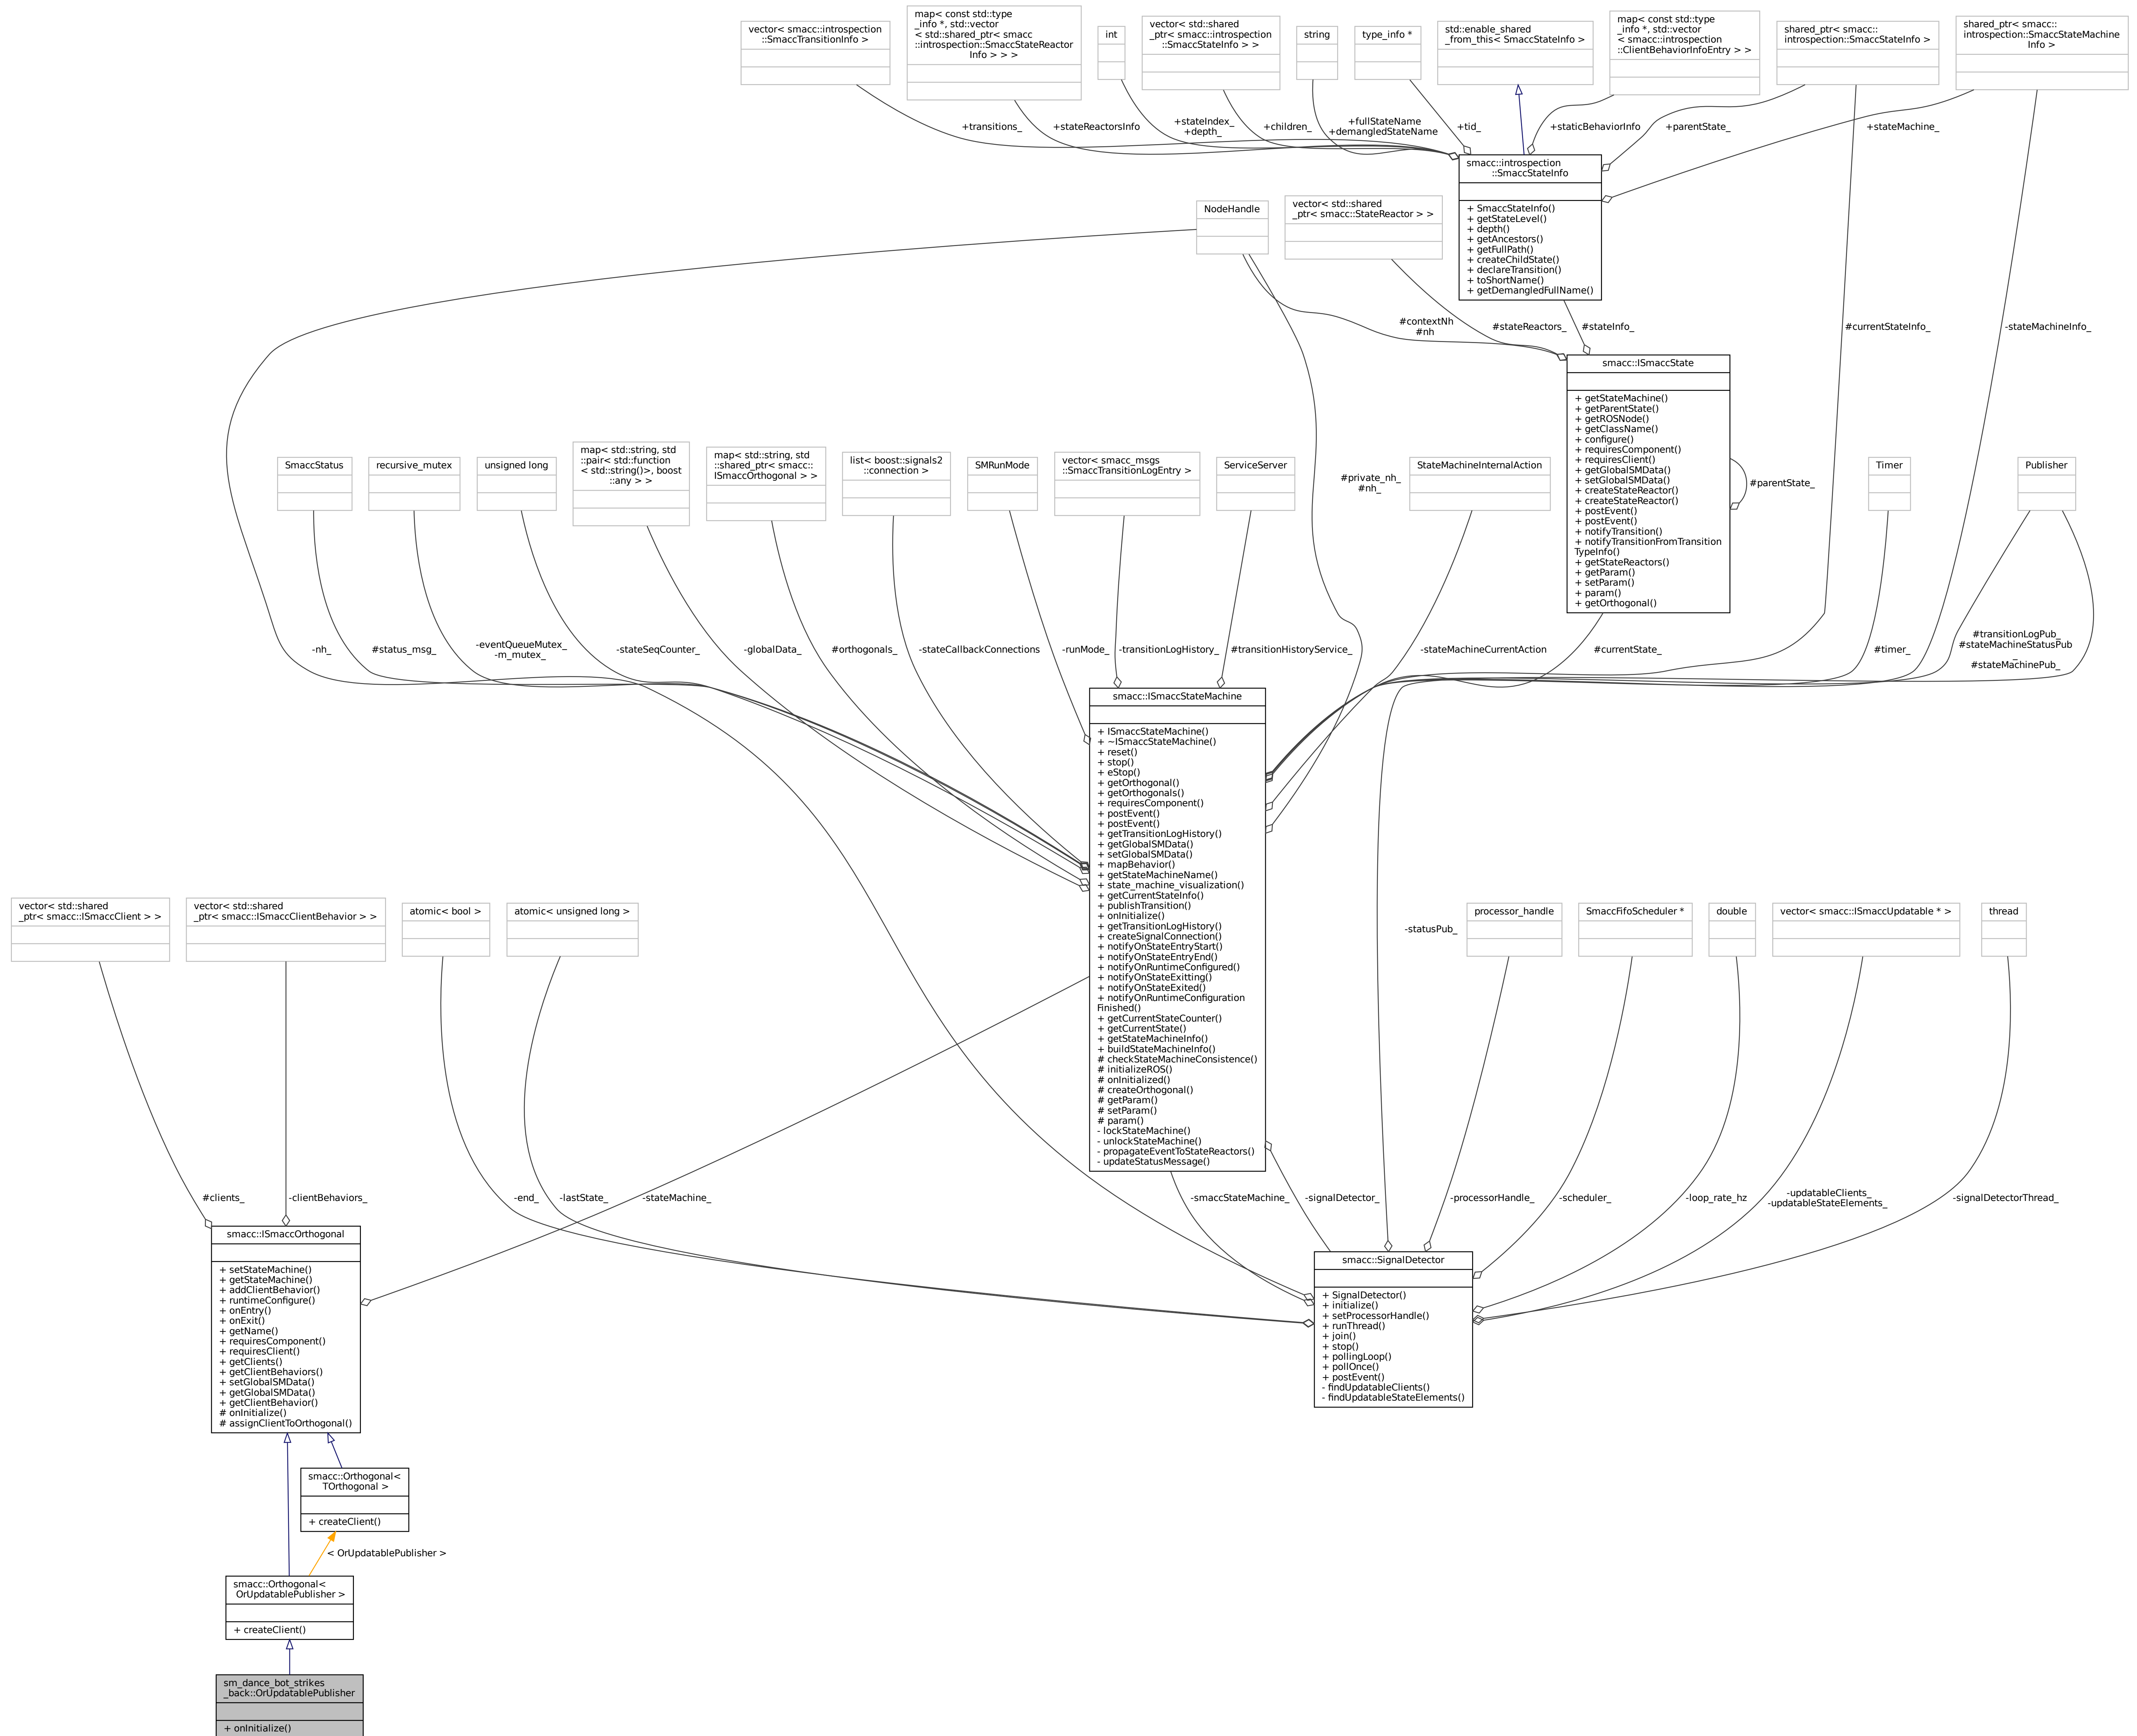 vector< smacc::introspection
::SmaccTransitionInfo >
map< const std::type
_info *, std::vector
< std::shared_ptr< smacc
::introspection::SmaccStateReactor
Info > > >
int
vector< std::shared
_ptr< smacc::introspection
::SmaccStateInfo > >
string
type_info *
std::enable_shared
_from_this< SmaccStateInfo >
map< const std::type
_info *, std::vector
< smacc::introspection
::ClientBehaviorInfoEntry > >
shared_ptr< smacc::
introspection::SmaccStateInfo >
shared_ptr< smacc::
introspection::SmaccStateMachine
Info >
+transitions_
+stateReactorsInfo
+stateIndex_
+depth_
+children_
+fullStateName
+demangledStateName
+tid_
+staticBehaviorInfo
+parentState_
+stateMachine_
smacc::introspection
::SmaccStateInfo
+ SmaccStateInfo()
+ getStateLevel()
+ depth()
+ getAncestors()
+ getFullPath()
+ createChildState()
+ declareTransition()
+ toShortName()
+ getDemangledFullName()
NodeHandle
vector< std::shared
_ptr< smacc::StateReactor > >
#contextNh
#nh
#stateReactors_
#stateInfo_
#currentStateInfo_
-stateMachineInfo_
smacc::ISmaccState
+ getStateMachine()
+ getParentState()
+ getROSNode()
+ getClassName()
+ configure()
+ requiresComponent()
+ requiresClient()
+ getGlobalSMData()
+ setGlobalSMData()
+ createStateReactor()
+ createStateReactor()
+ postEvent()
+ postEvent()
+ notifyTransition()
+ notifyTransitionFromTransition
TypeInfo()
+ getStateReactors()
+ getParam()
+ setParam()
+ param()
+ getOrthogonal()
#parentState_
SmaccStatus
recursive_mutex
unsigned long
map< std::string, std
::pair< std::function
< std::string()>, boost
::any > >
map< std::string, std
::shared_ptr< smacc::
ISmaccOrthogonal > >
list< boost::signals2
::connection >
SMRunMode
vector< smacc_msgs
::SmaccTransitionLogEntry >
ServiceServer
#private_nh_
#nh_
StateMachineInternalAction
Timer
Publisher
-nh_
#status_msg_
-eventQueueMutex_
-m_mutex_
-stateSeqCounter_
-globalData_
#orthogonals_
-stateCallbackConnections
-runMode_
-transitionLogHistory_
#transitionHistoryService_
-stateMachineCurrentAction
#currentState_
#timer_
#transitionLogPub_
#stateMachineStatusPub
_
#stateMachinePub_
smacc::ISmaccStateMachine
+ ISmaccStateMachine()
+ ~ISmaccStateMachine()
+ reset()
+ stop()
+ eStop()
+ getOrthogonal()
+ getOrthogonals()
+ requiresComponent()
+ postEvent()
+ postEvent()
+ getTransitionLogHistory()
+ getGlobalSMData()
+ setGlobalSMData()
+ mapBehavior()
+ getStateMachineName()
+ state_machine_visualization()
+ getCurrentStateInfo()
+ publishTransition()
+ onInitialize()
+ getTransitionLogHistory()
+ createSignalConnection()
+ notifyOnStateEntryStart()
+ notifyOnStateEntryEnd()
+ notifyOnRuntimeConfigured()
+ notifyOnStateExitting()
+ notifyOnStateExited()
+ notifyOnRuntimeConfiguration
Finished()
+ getCurrentStateCounter()
+ getCurrentState()
+ getStateMachineInfo()
+ buildStateMachineInfo()
# checkStateMachineConsistence()
# initializeROS()
# onInitialized()
# createOrthogonal()
# getParam()
# setParam()
# param()
- lockStateMachine()
- unlockStateMachine()
- propagateEventToStateReactors()
- updateStatusMessage()
vector< std::shared
_ptr< smacc::ISmaccClient > >
vector< std::shared
_ptr< smacc::ISmaccClientBehavior > >
atomic< bool >
atomic< unsigned long >
-statusPub_
processor_handle
SmaccFifoScheduler *
double
vector< smacc::ISmaccUpdatable * >
thread
#clients_
-clientBehaviors_
-end_
-lastState_
-stateMachine_
-smaccStateMachine_
-signalDetector_
-processorHandle_
-scheduler_
-loop_rate_hz
-updatableClients_
-updatableStateElements_
-signalDetectorThread_
smacc::ISmaccOrthogonal
+ setStateMachine()
+ getStateMachine()
+ addClientBehavior()
+ runtimeConfigure()
+ onEntry()
+ onExit()
+ getName()
+ requiresComponent()
+ requiresClient()
+ getClients()
+ getClientBehaviors()
+ setGlobalSMData()
+ getGlobalSMData()
+ getClientBehavior()
# onInitialize()
# assignClientToOrthogonal()
smacc::SignalDetector
+ SignalDetector()
+ initialize()
+ setProcessorHandle()
+ runThread()
+ join()
+ stop()
+ pollingLoop()
+ pollOnce()
+ postEvent()
- findUpdatableClients()
- findUpdatableStateElements()
smacc::Orthogonal<
TOrthogonal >
+ createClient()
< OrUpdatablePublisher >
smacc::Orthogonal<
OrUpdatablePublisher >
+ createClient()
sm_dance_bot_strikes
_back::OrUpdatablePublisher
+ onInitialize()